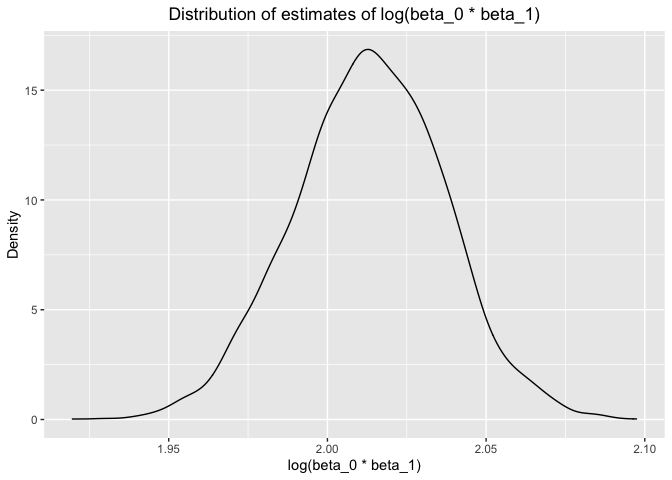 Distribution of estimates of log(beta_0 * beta_1)
15
10
5
0
Density
1.95 2.00 2.05 2.10
log(beta_0 * beta_1)